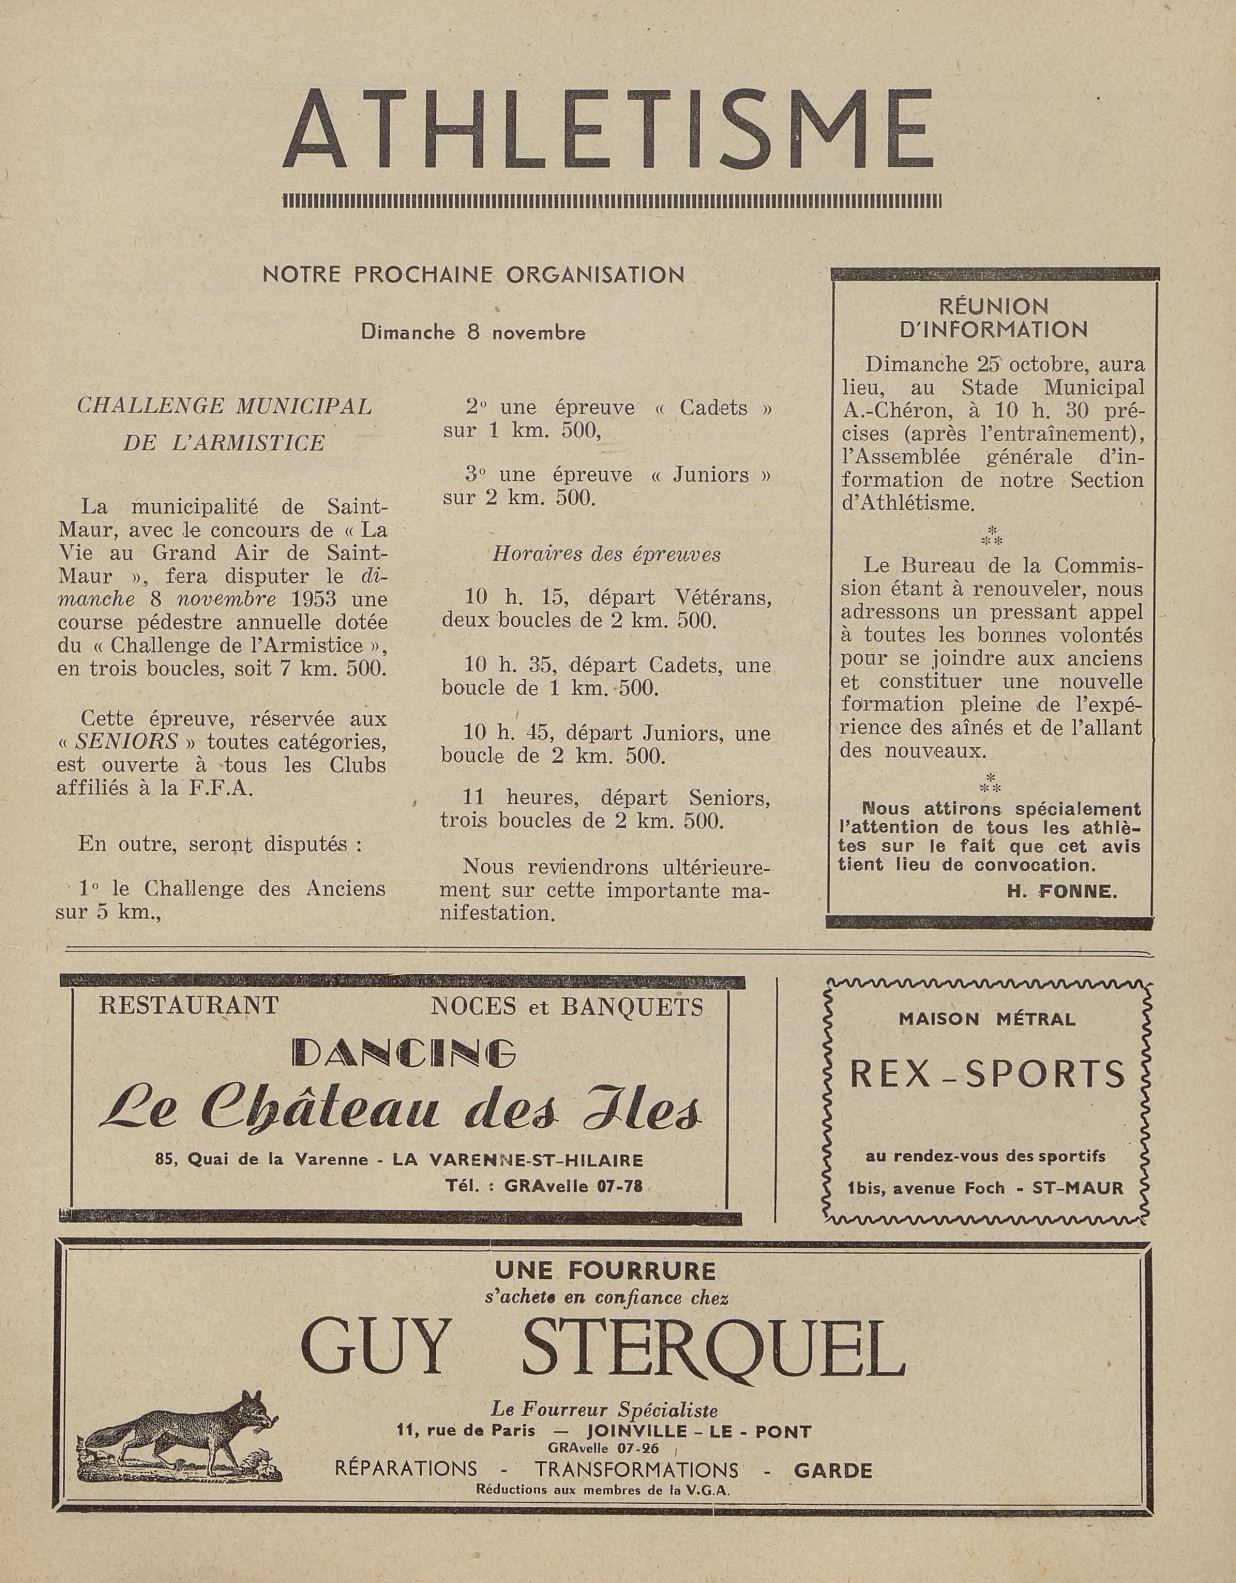 ATHLETISME
NOTRE PROCHAINE ORGANISATION
Dimanche 8 novembre
CHALLENGE MUNICIPAL
DE L'ARMISTICE
La municipalité de Saint-
Maur, avec le concours de « La
Vie au Grand Air de Saint-
Maur », fera disputer le di-
manche 8 novembre 1953 une
course pédestre annuelle dotée
du « Challenge de l'Armistice »,
en trois boucles, soit 7 km. 500.
Cette épreuve, réservée aux
« SENIORS » toutes catégories,
est ouverte à tous les Clubs
affiliés à la F.F.A.
En outre, seront disputés :
1° le Challenge des Anciens
sur 5 km.,
2° une épreuve « Cadets »
sur 1 km. 500,
3° une épreuve « Juniors »
sur 2 km. 500.
Horaires des épreuves
10 h. 15, départ Vétérans,
deux boucles de 2 km. 500.
10 h. 35, départ Cadets, une
boucle de 1 km. 500.
10 h. 45, départ Juniors, une
boucle de 2 km. 500.
11 heures, départ Seniors,
trois boucles de 2 km. 500.
Nous reviendrons ultérieure-
ment sur cette importante ma-
nifestation.
RÉUNION
D'INFORMATION
Dimanche 25 octobre, aura
lieu, au Stade Municipal
A.-Chéron, à 10 h. 30 pré-
cises (après l'entraînement),
l'Assemblée générale d'in-
formation de notre Section
d'Athlétisme.
*
**
Le Bureau de la Commis-
sion étant à renouveler, nous
adressons un pressant appel
à toutes les bonnes volontés
pour se joindre aux anciens
et constituer une nouvelle
formation pleine de l'expé-
rience des aînés et de l'allant
des nouveaux.
*
**
Nous attirons spécialement
l'attention de tous les athlè-
tes sur le fait que cet avis
tient lieu de convocation.
H. FONNE.
RESTAURANT NOCES et BANQUETS
DANCING
Le Château des Iles
85, Quai de la Varenne - LA VARENNE-ST-HILAIRE
Tél. : GRAvelle 07-78
MAISON MÉTRAL
REX - SPORTS
au rendez-vous des sportifs
1bis, avenue Foch - ST-MAUR
UNE FOURRURE
s'achete en confiance chez
GUY STERQUEL
Le Fourreur Spécialiste
11, rue de Paris — JOINVILLE - LE - PONT
GRAvelle 07-26
RÉPARATIONS - TRANSFORMATIONS - GARDE
Réductions aux membres de la V.G.A.